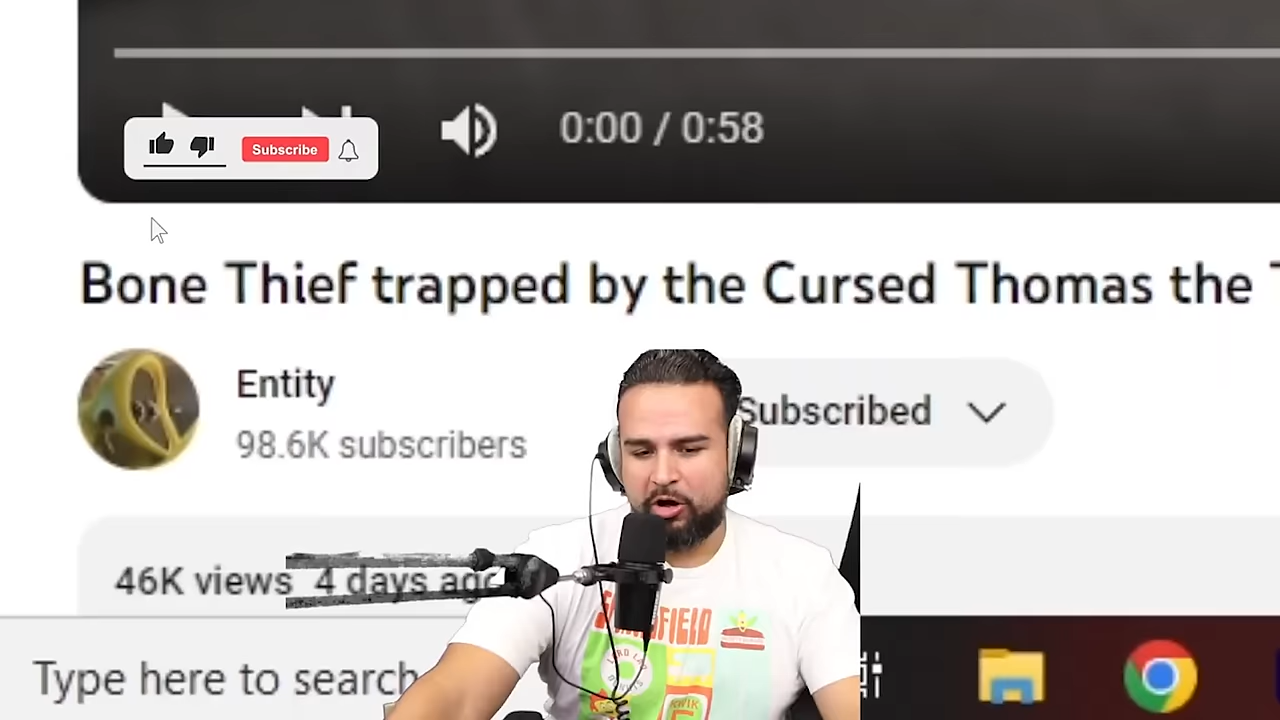 0:00 / 0:58
Subscribe
Bone Thief trapped by the Cursed Thomas the
Entity
98.6K subscribers
Subscribed
46K views 4 days ago
Type here to search